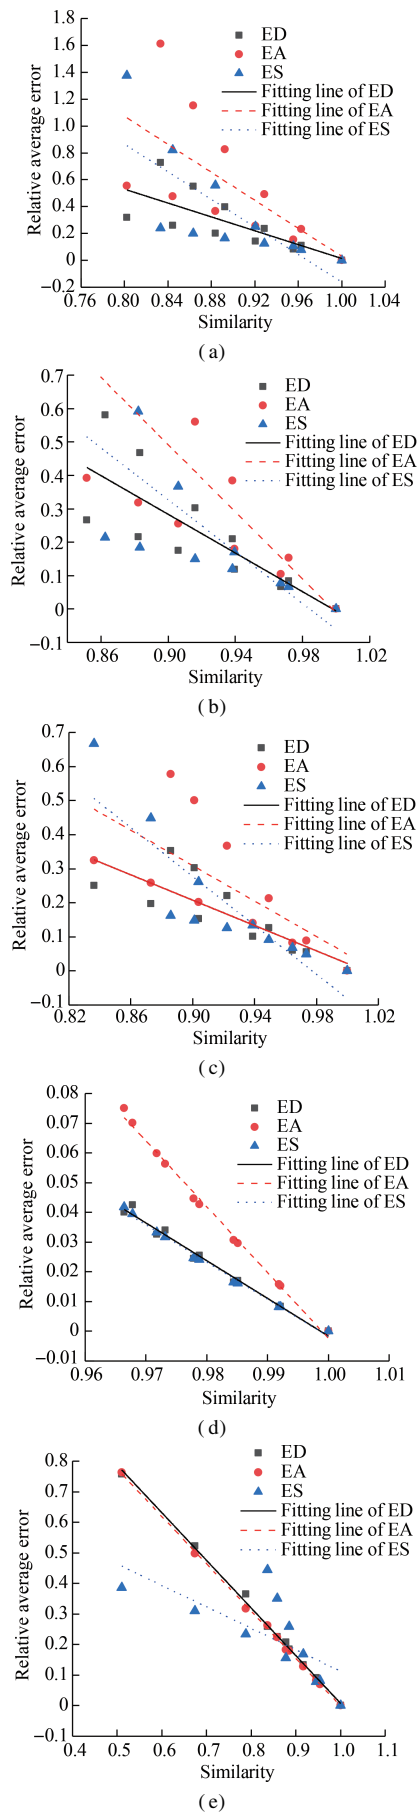 ED
EA
ES
Fitting line of ED
Fitting line of EA
Fitting line of ES
1.8
1.6
1.4
1.2
1.0
0.8
0.6
0.4
0.2
0
−0.2
Relative average error
0.76 0.80 0.84 0.88 0.92 0.96 1.00 1.04
Similarity
(a)
ED
EA
ES
Fitting line of ED
Fitting line of EA
Fitting line of ES
0.7
0.6
0.5
0.4
0.3
0.2
0.1
0
−0.1
Relative average error
0.86 0.90 0.94 0.98 1.02
Similarity
(b)
ED
EA
ES
Fitting line of ED
Fitting line of EA
Fitting line of ES
0.7
0.6
0.5
0.4
0.3
0.2
0.1
0
−0.1
Relative average error
0.82 0.86 0.90 0.94 0.98 1.02
Similarity
(c)
ED
EA
ES
Fitting line of ED
Fitting line of EA
Fitting line of ES
0.08
0.07
0.06
0.05
0.04
0.03
0.02
0.01
0
−0.01
Relative average error
0.96 0.97 0.98 0.99 1.00 1.01
Similarity
(d)
ED
EA
ES
Fitting line of ED
Fitting line of EA
Fitting line of ES
0.8
0.7
0.6
0.5
0.4
0.3
0.2
0.1
0
−0.1
Relative average error
0.4 0.5 0.6 0.7 0.8 0.9 1.0 1.1
Similarity
(e)